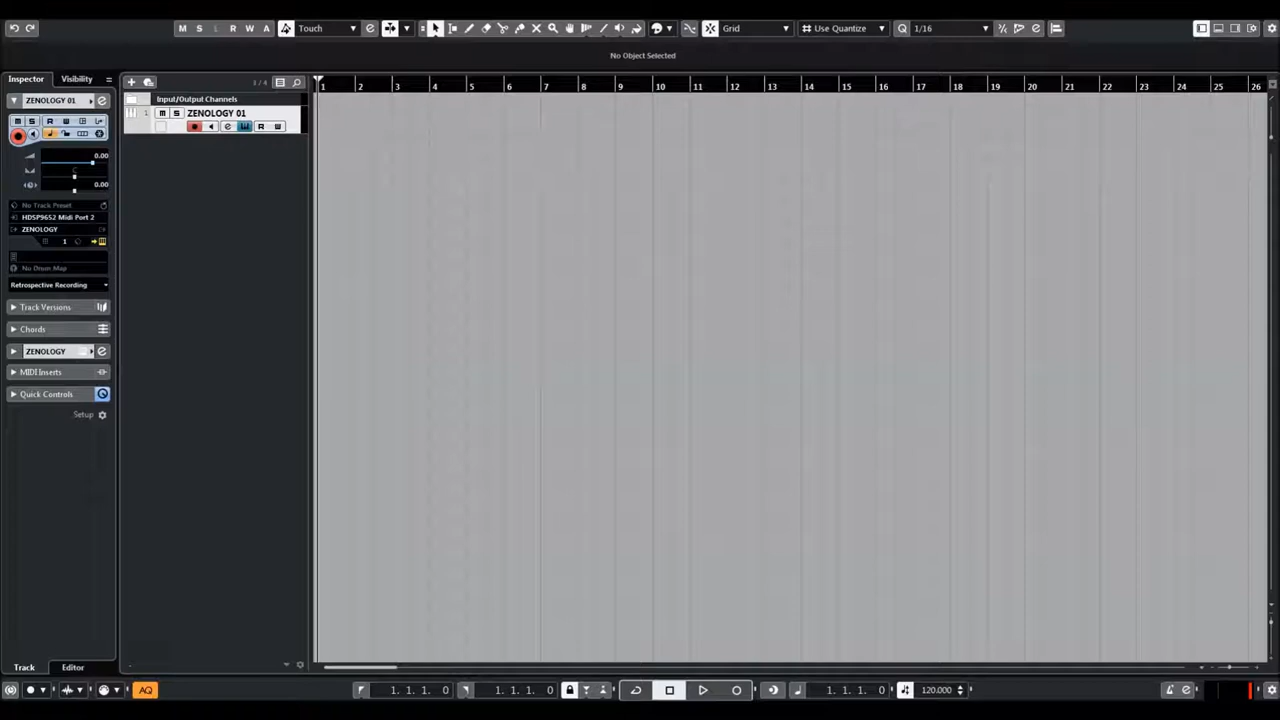 M S L R W A Touch Grid Use Quantize 1/16
No Object Selected
Inspector Visibility 3 / 4 1 2 3 4 5 6 7 8 9 10 11 12 13 14 15 16 17 18 19 20 21 22 23 24 25 26
Input/Output Channels
ZENOLOGY 01
1 M S ZENOLOGY 01
M S R W
e R W
0.00
C
0.00
No Track Preset
HDSP9652 Midi Port 2
ZENOLOGY
1
No Drum Map
Retrospective Recording
Track Versions
Chords
ZENOLOGY
MIDI Inserts
Quick Controls
Setup
Track Editor
AQ 1. 1. 1. 0 1. 1. 1. 0 1. 1. 1. 0 120.000